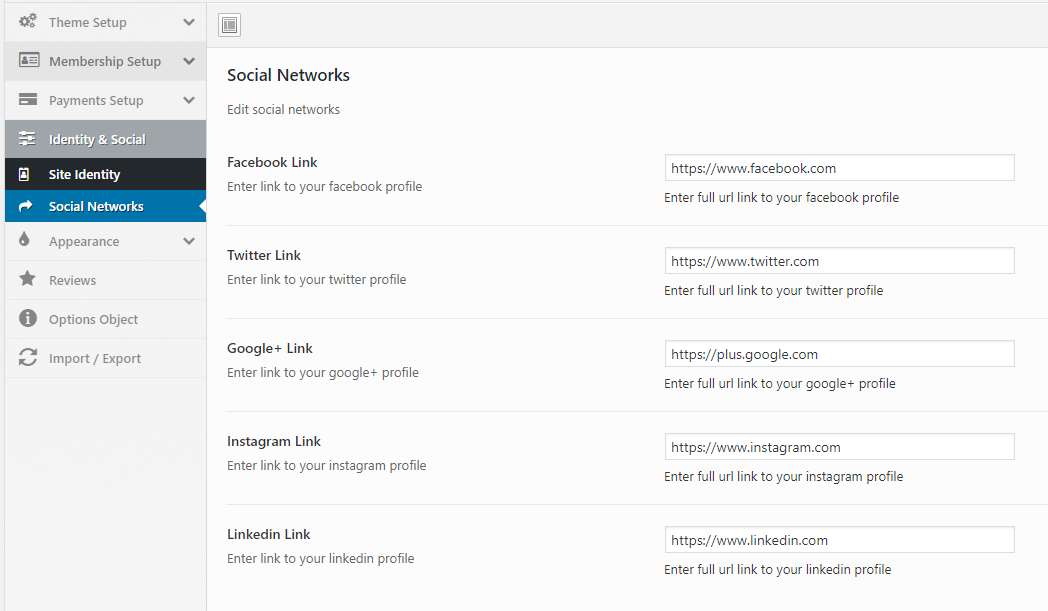 Theme Setup
Membership Setup
Payments Setup
Identity & Social
Site Identity
Social Networks
Appearance
Reviews
Options Object
Import / Export
Social Networks
Edit social networks
Facebook Link
Enter link to your facebook profile
https://www.facebook.com
Enter full url link to your facebook profile
Twitter Link
Enter link to your twitter profile
https://www.twitter.com
Enter full url link to your twitter profile
Google+ Link
Enter link to your google+ profile
https://plus.google.com
Enter full url link to your google+ profile
Instagram Link
Enter link to your instagram profile
https://www.instagram.com
Enter full url link to your instagram profile
Linkedin Link
Enter link to your linkedin profile
https://www.linkedin.com
Enter full url link to your linkedin profile